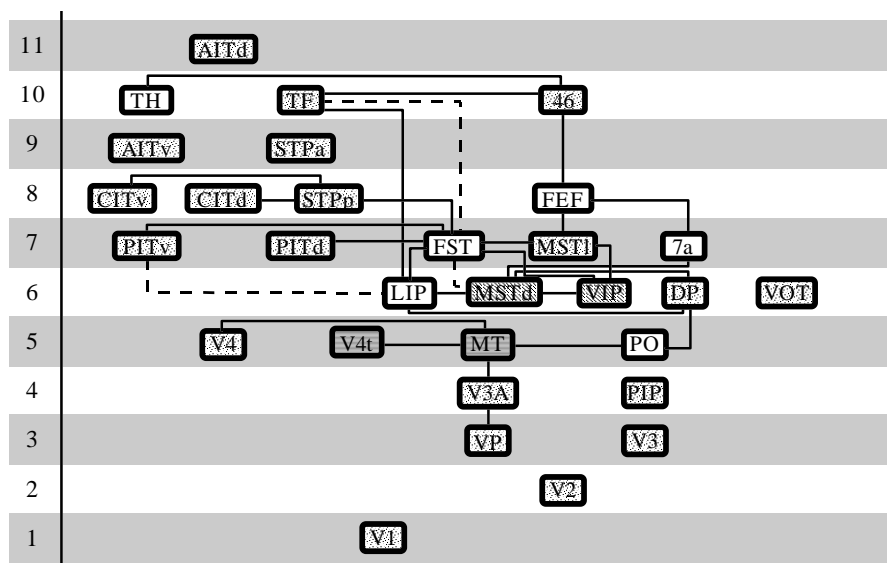 11 AITd
10 TH TF 46
9 AITv STPa
8 CITv CITd STPp FEF
7 PITv PITd FST MSTl 7a
6 LIP MSTd VIP DP VOT
5 V4 V4t MT PO
4 V3A PIP
3 VP V3
2 V2
1 V1